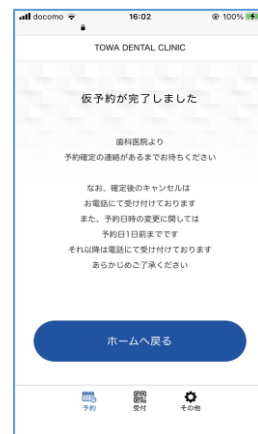 docomo 16:02 100%
TOWA DENTAL CLINIC
仮予約が完了しました
歯科医院より
予約確定の連絡があるまでお待ちください
なお、確定後のキャンセルは
お電話にて受け付けております
また、予約日時の変更に関しては
予約日1日前までです
それ以降は電話にて受け付けております
あらかじめご了承ください
ホームへ戻る
予約 受付 その他